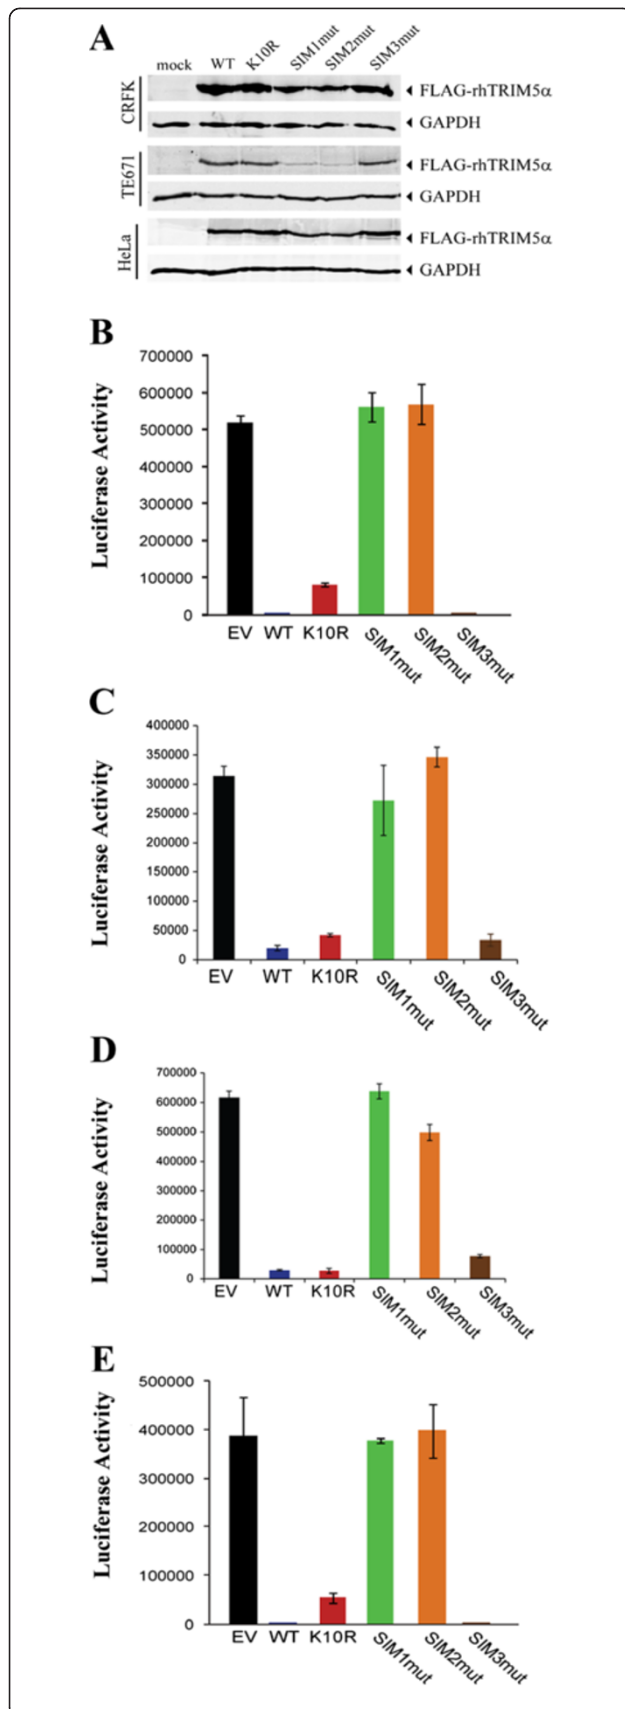 A
mock WT K10R SIM1mut SIM2mut SIM3mut
CRFK
FLAG-rhTRIM5α
GAPDH
TE671
FLAG-rhTRIM5α
GAPDH
HeLa
FLAG-rhTRIM5α
GAPDH
B
Luciferase Activity
700000
600000
500000
400000
300000
200000
100000
0
EV WT K10R SIM1mut SIM2mut SIM3mut
C
Luciferase Activity
400000
350000
300000
250000
200000
150000
100000
50000
0
EV WT K10R SIM1mut SIM2mut SIM3mut
D
Luciferase Activity
700000
600000
500000
400000
300000
200000
100000
0
EV WT K10R SIM1mut SIM2mut SIM3mut
E
Luciferase Activity
500000
400000
300000
200000
100000
0
EV WT K10R SIM1mut SIM2mut SIM3mut